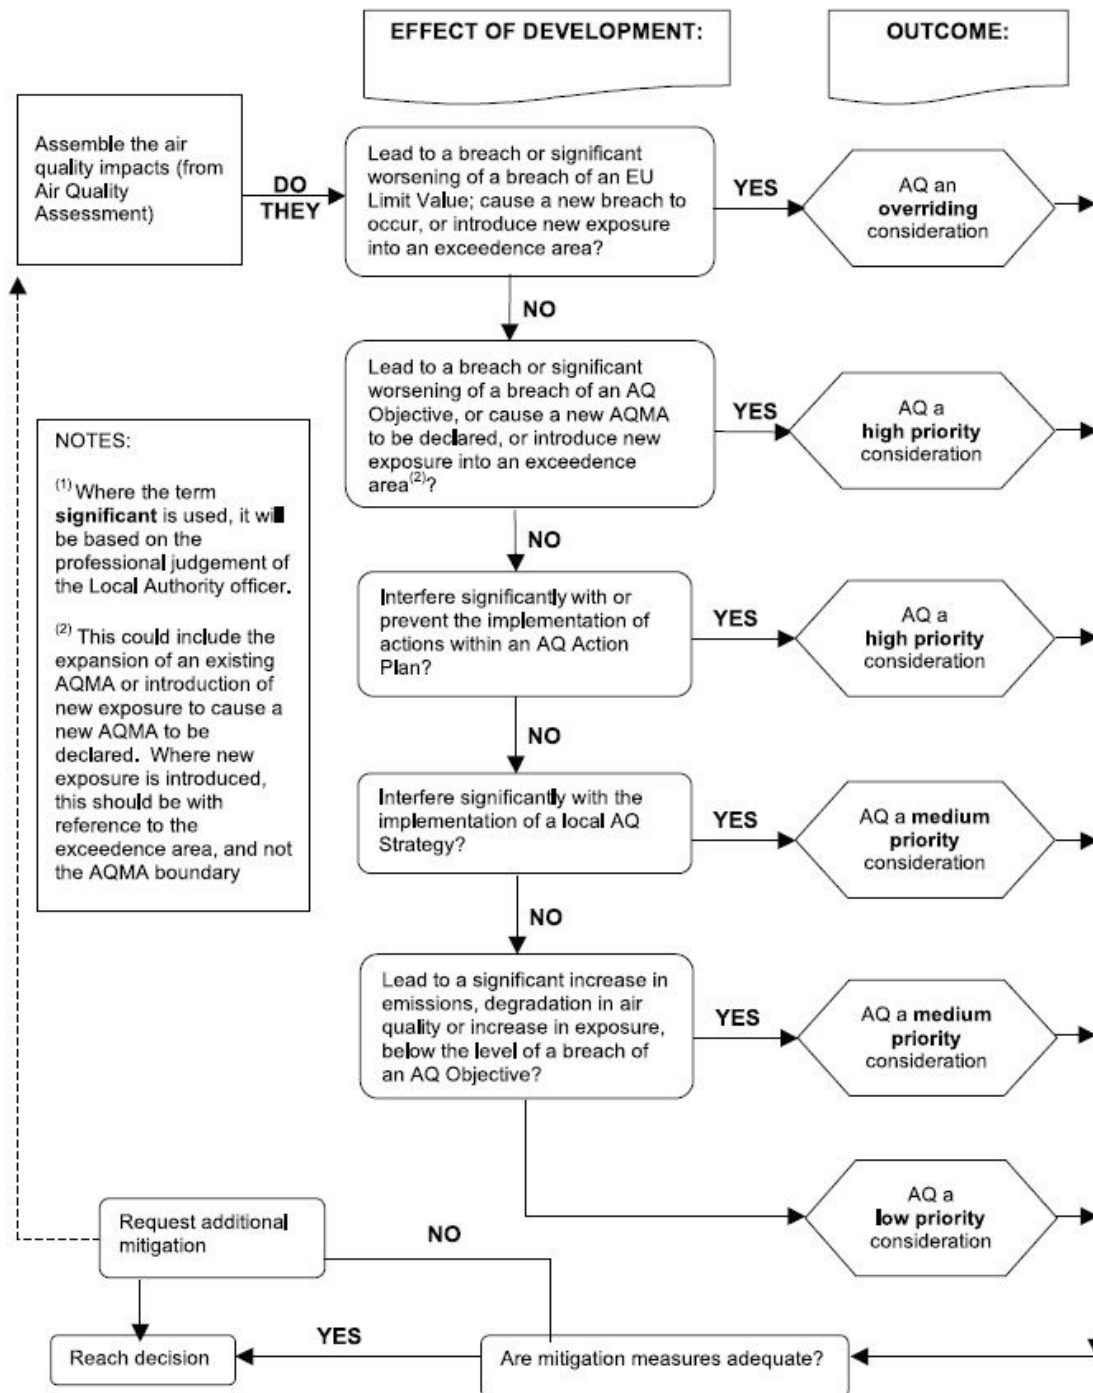 EFFECT OF DEVELOPMENT:
OUTCOME:
Assemble the air
quality impacts (from
Air Quality
Assessment)
DO
THEY
Lead to a breach or significant
worsening of a breach of an EU
Limit Value; cause a new breach to
occur, or introduce new exposure
into an exceedence area?
YES
AQ an
overriding
consideration
NO
Lead to a breach or significant
worsening of a breach of an AQ
Objective, or cause a new AQMA
to be declared, or introduce new
exposure into an exceedence
area(2)?
YES
AQ a
high priority
consideration
NOTES:
(1) Where the term
significant is used, it will
be based on the
professional judgement of
the Local Authority officer.
(2) This could include the
expansion of an existing
AQMA or introduction of
new exposure to cause a
new AQMA to be
declared. Where new
exposure is introduced,
this should be with
reference to the
exceedence area, and not
the AQMA boundary
NO
Interfere significantly with or
prevent the implementation of
actions within an AQ Action
Plan?
YES
AQ a
high priority
consideration
NO
Interfere significantly with the
implementation of a local AQ
Strategy?
YES
AQ a medium
priority
consideration
NO
Lead to a significant increase in
emissions, degradation in air
quality or increase in exposure,
below the level of a breach of
an AQ Objective?
YES
AQ a medium
priority
consideration
AQ a
low priority
consideration
Request additional
mitigation
NO
Reach decision
YES
Are mitigation measures adequate?